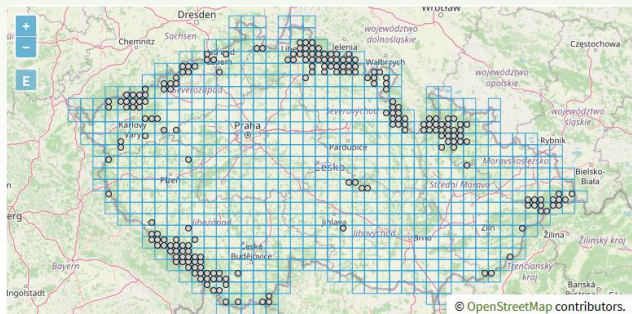 Dresden
Wrocław
+
Chemnitz
Sachsen
Jelenia
województwo
dolnośląskie
Częstochowa
−
Wałbrzych
E
województwo
opolskie
Severozápad
województwo
śląskie
Karlovy
Vary
Praha
Severovýchod
Rybnik
Pardubice
Moravskoslezsko
Bielsko-
Biała
Česko
Plzeň
Střední Morava
Jihozápad
Jihlava
Jihovýchod
Brno
Zlín
Žilina
Žilinský kraj
České
Budějovice
Bayern
Trenčiansky
kraj
Ingolstadt
Banská
Bystrica
© OpenStreetMap contributors.